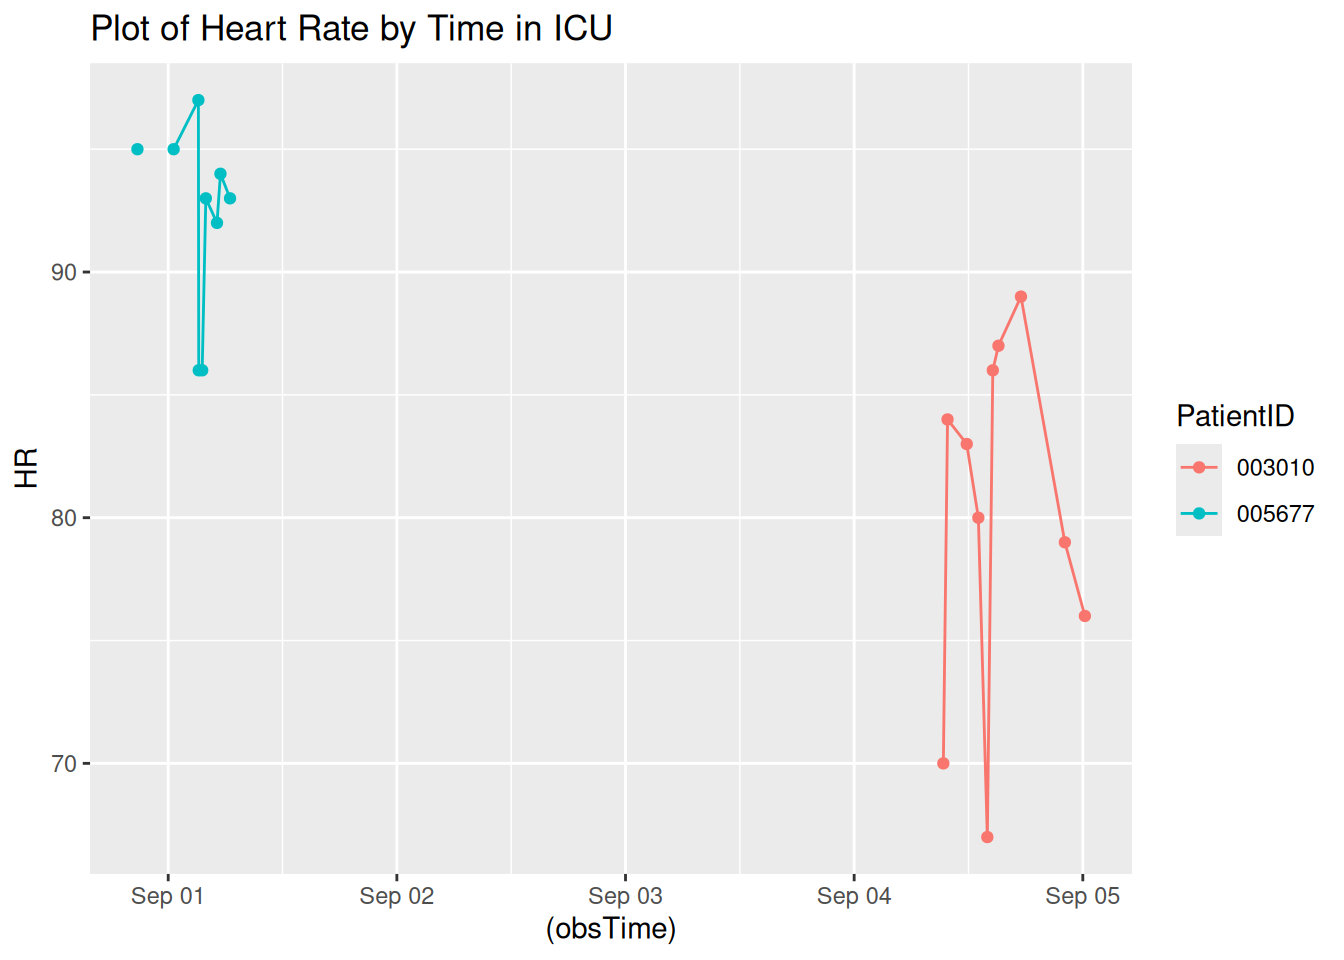 Plot of Heart Rate by Time in ICU
HR
90
80
70
Sep 01 Sep 02 Sep 03 Sep 04 Sep 05
(obsTime)
PatientID
003010
005677